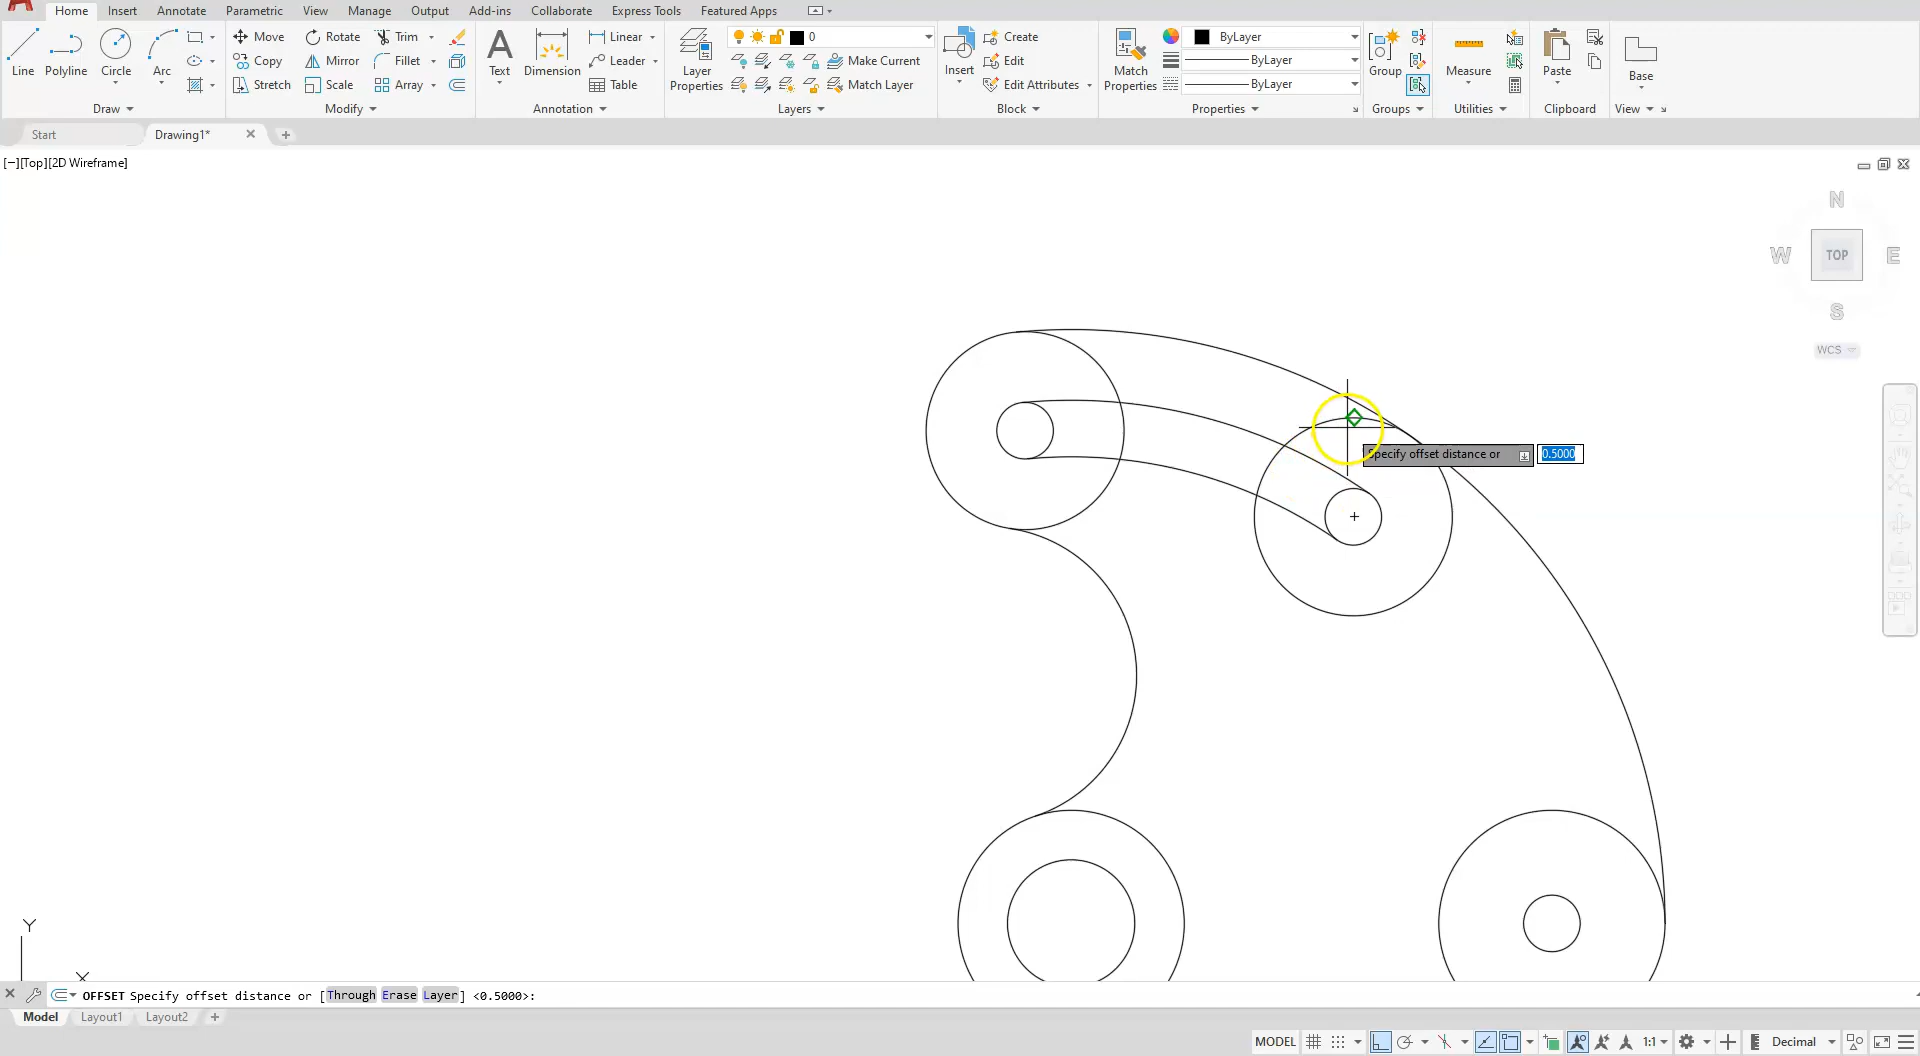 Home Insert Annotate Parametric View Manage Output Add-ins Collaborate Express Tools Featured Apps
Line Polyline Circle Arc
Move Rotate Trim
Copy Mirror Fillet
Stretch Scale Array
Text Dimension
Linear
Leader
Table
Layer Properties
0
Make Current
Match Layer
Insert
Create
Edit
Edit Attributes
Match Properties
ByLayer
ByLayer
ByLayer
Group
Measure
Paste
Base
Draw Modify Annotation Layers Block Properties Groups Utilities Clipboard View
Start Drawing1*
[−][Top][2D Wireframe]
N
W TOP E
S
WCS
Specify offset distance or 0.5000
Y
X
OFFSET Specify offset distance or [Through Erase Layer] <0.5000>:
Model Layout1 Layout2
MODEL 1:1 Decimal